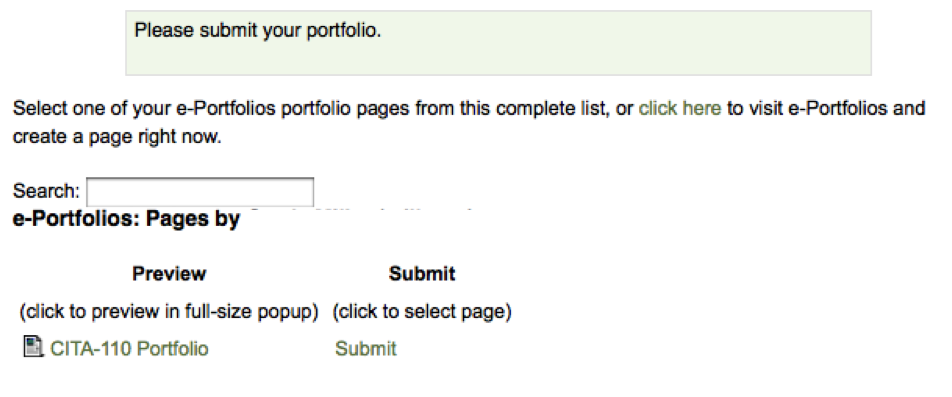 Please submit your portfolio.
Select one of your e-Portfolios portfolio pages from this complete list, or click here to visit e-Portfolios and
create a page right now.
Search:
e-Portfolios: Pages by
Preview Submit
(click to preview in full-size popup) (click to select page)
CITA-110 Portfolio Submit